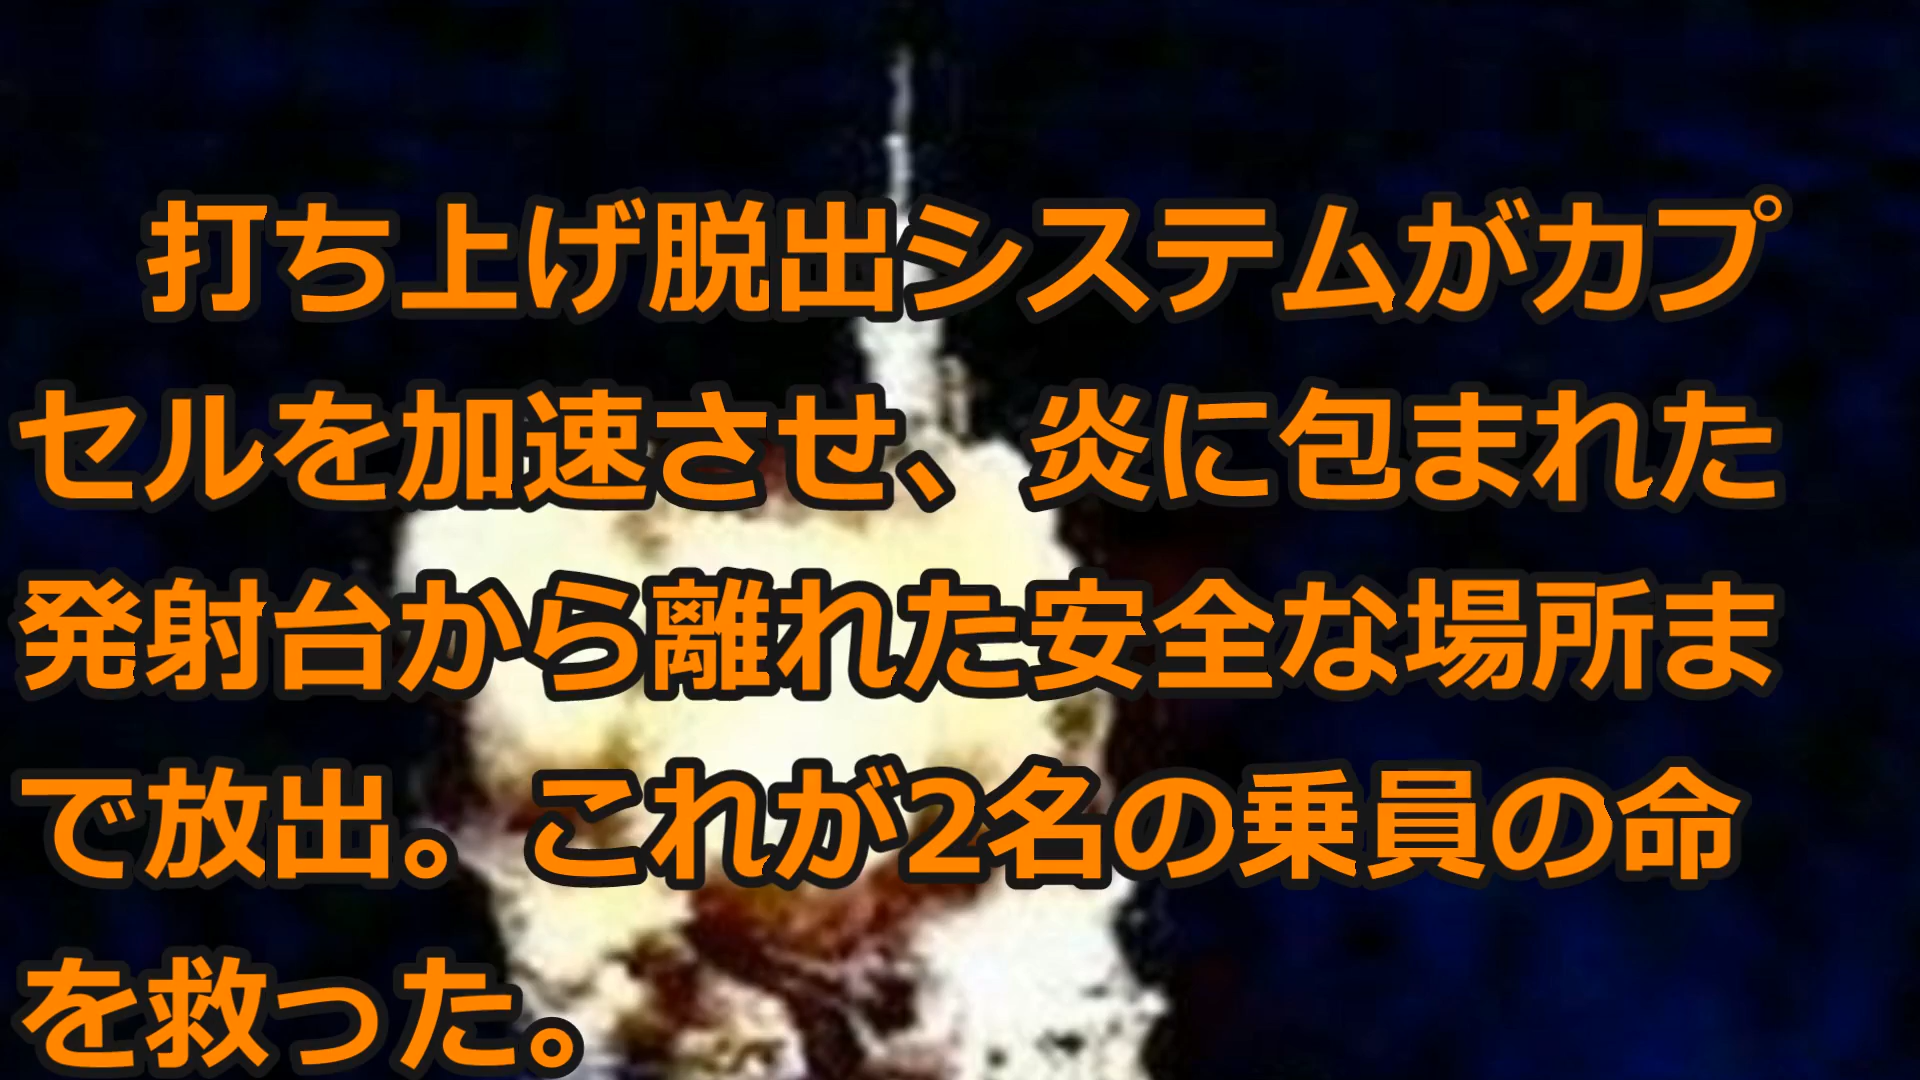 打ち上げ脱出システムがカプ
セルを加速させ、炎に包まれた
発射台から離れた安全な場所ま
で放出。これが2名の乗員の命
を救った。